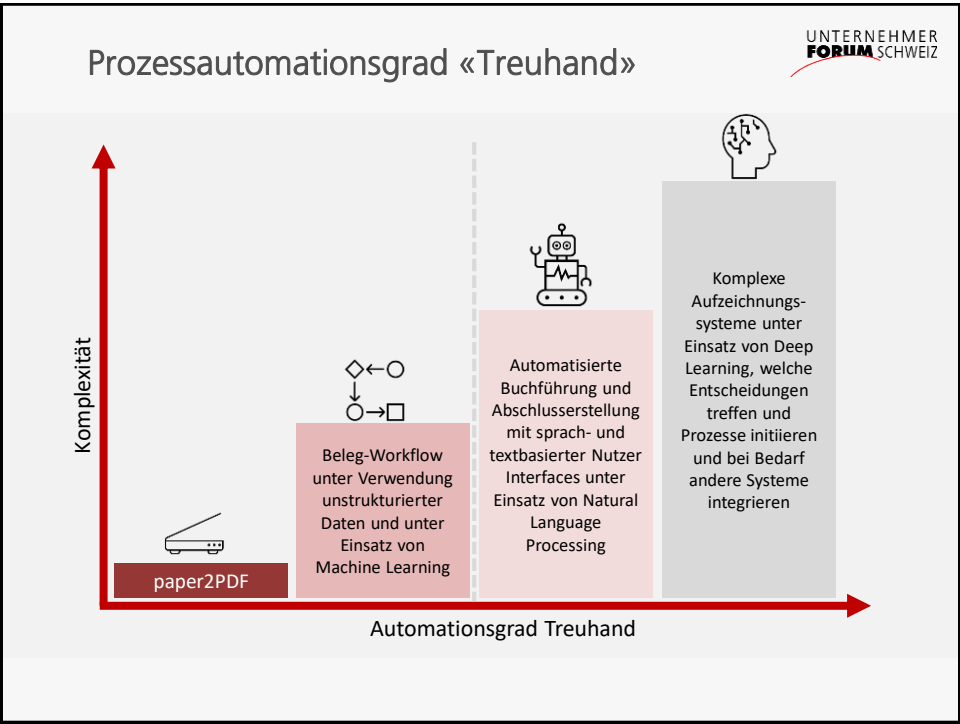 Prozessautomationsgrad «Treuhand»
UNTERNEHMER
FORUM SCHWEIZ
Komplexität
paper2PDF
Beleg-Workflow
unter Verwendung
unstrukturierter
Daten und unter
Einsatz von
Machine Learning
Automatisierte
Buchführung und
Abschlusserstellung
mit sprach- und
textbasierter Nutzer
Interfaces unter
Einsatz von Natural
Language
Processing
Komplexe
Aufzeichnungs-
systeme unter
Einsatz von Deep
Learning, welche
Entscheidungen
treffen und
Prozesse initiieren
und bei Bedarf
andere Systeme
integrieren
Automationsgrad Treuhand